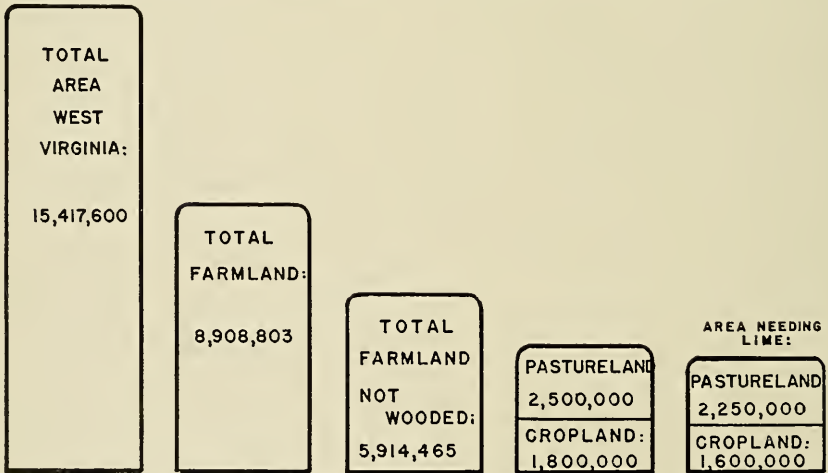 TOTAL
AREA
WEST
VIRGINIA:
15,417,600
TOTAL
FARMLAND:
8,908,803
TOTAL
FARMLAND
NOT
WOODED:
5,914,465
PASTURELAND
2,500,000
CROPLAND:
1,800,000
AREA NEEDING
LIME:
PASTURELAND
2,250,000
CROPLAND:
1,600,000